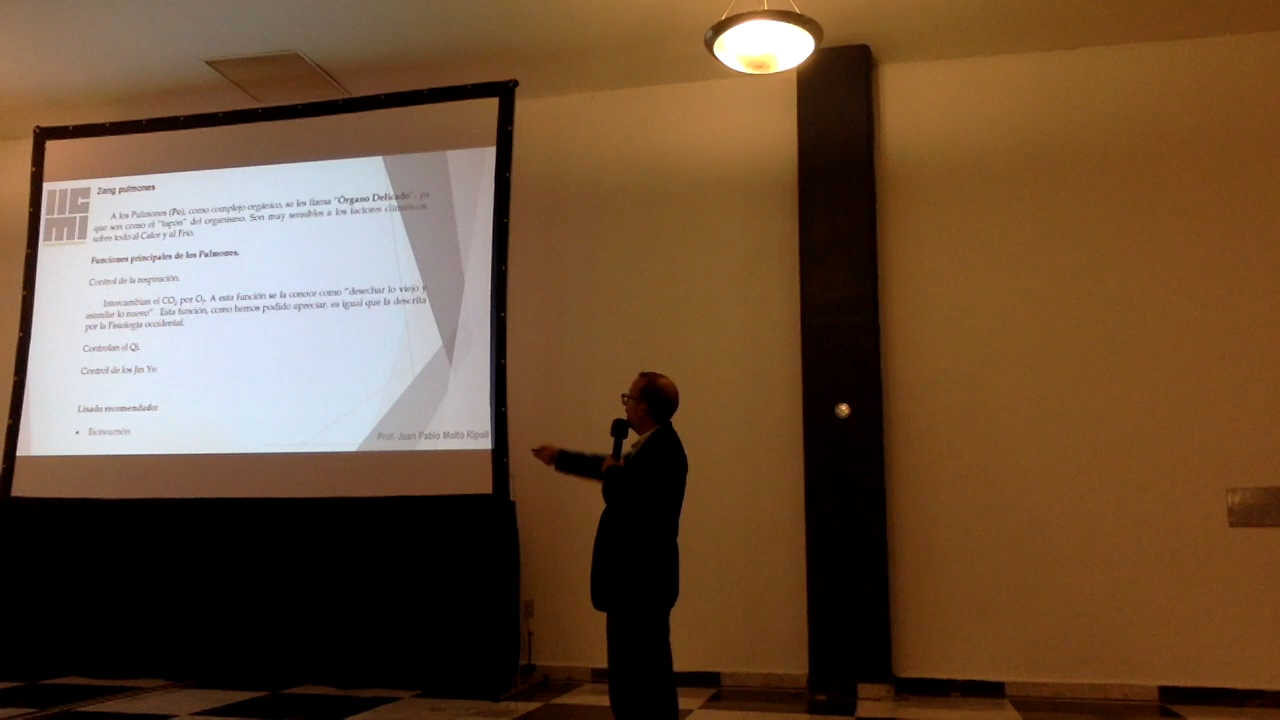 IIC
MI
Zang pulmones
A los Pulmones (Pu), como complejo orgánico, se les llama "Órgano Delicado", ya
que son como el "tapón" del organismo. Son muy sensibles a los factores climáticos,
sobre todo al Calor y al Frío.
Funciones principales de los Pulmones.
Control de la respiración.
Intercambian el CO₂ por O₂. A esta función se la conoce como "desechar lo viejo y
asimilar lo nuevo" Esta función, como hemos podido apreciar, es igual que la descrita
por la Fisiología occidental.
Controlan el Qi.
Control de los Jin Ye.
Lisado recomendado:
Prof. Juan Pablo Moltó Ripoll